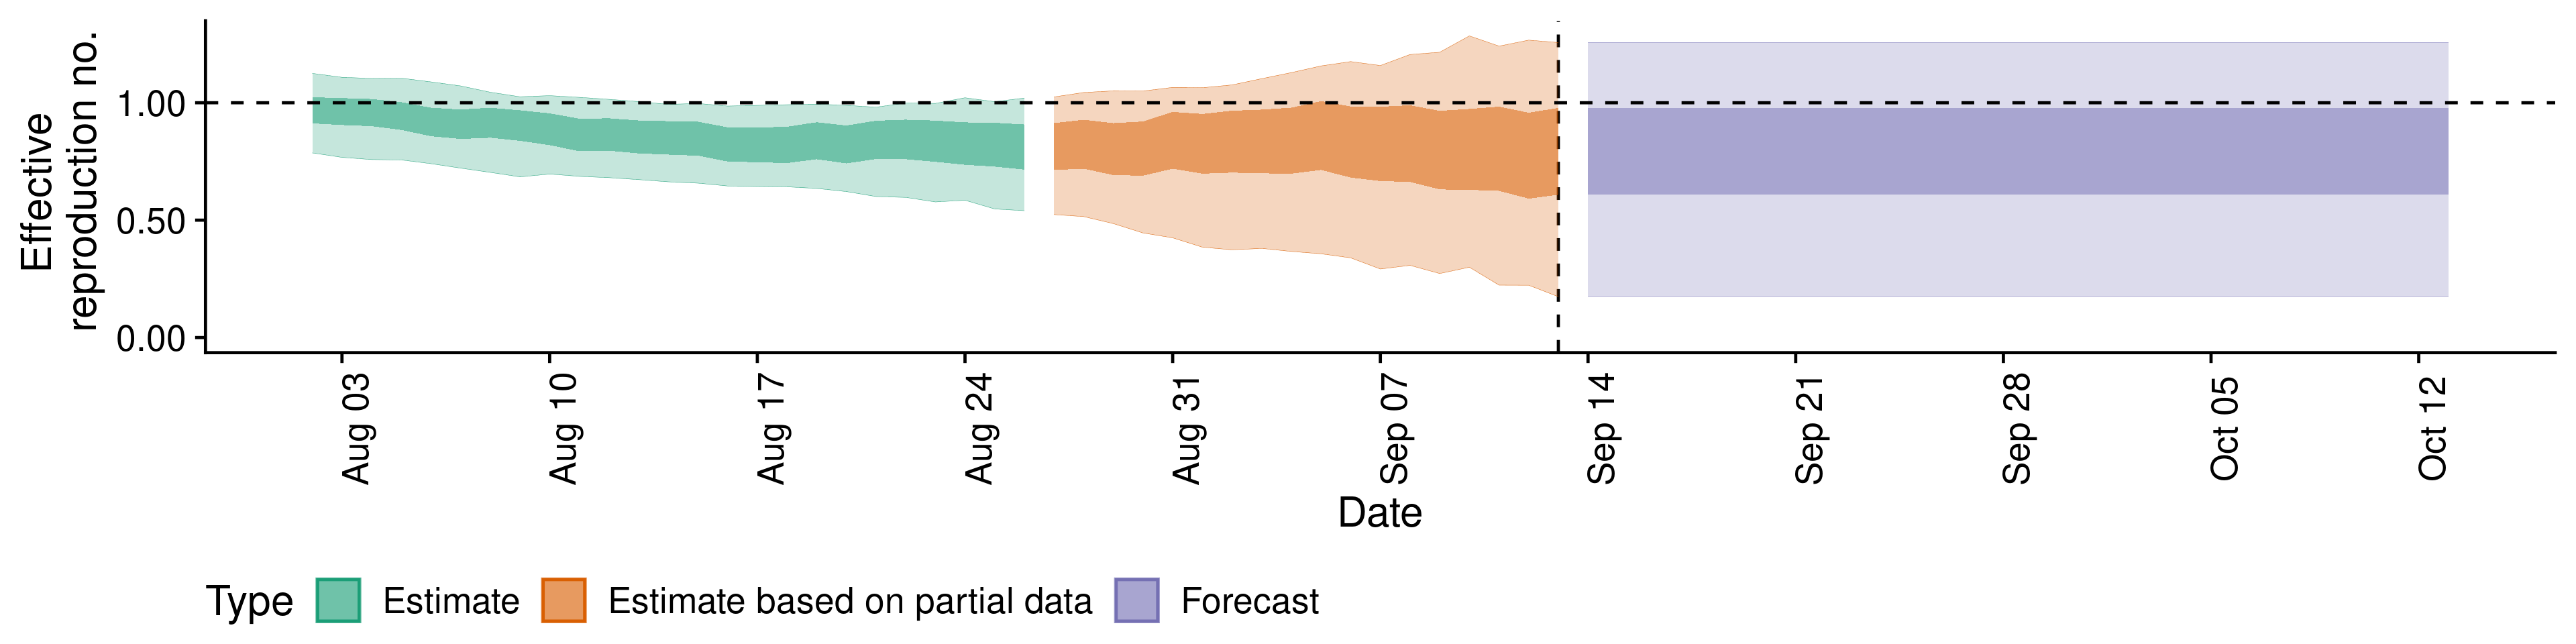 Effective
reproduction no.
1.00
0.50
0.00
Aug 03
Aug 10
Aug 17
Aug 24
Aug 31
Sep 07
Sep 14
Sep 21
Sep 28
Oct 05
Oct 12
Date
Type Estimate Estimate based on partial data Forecast